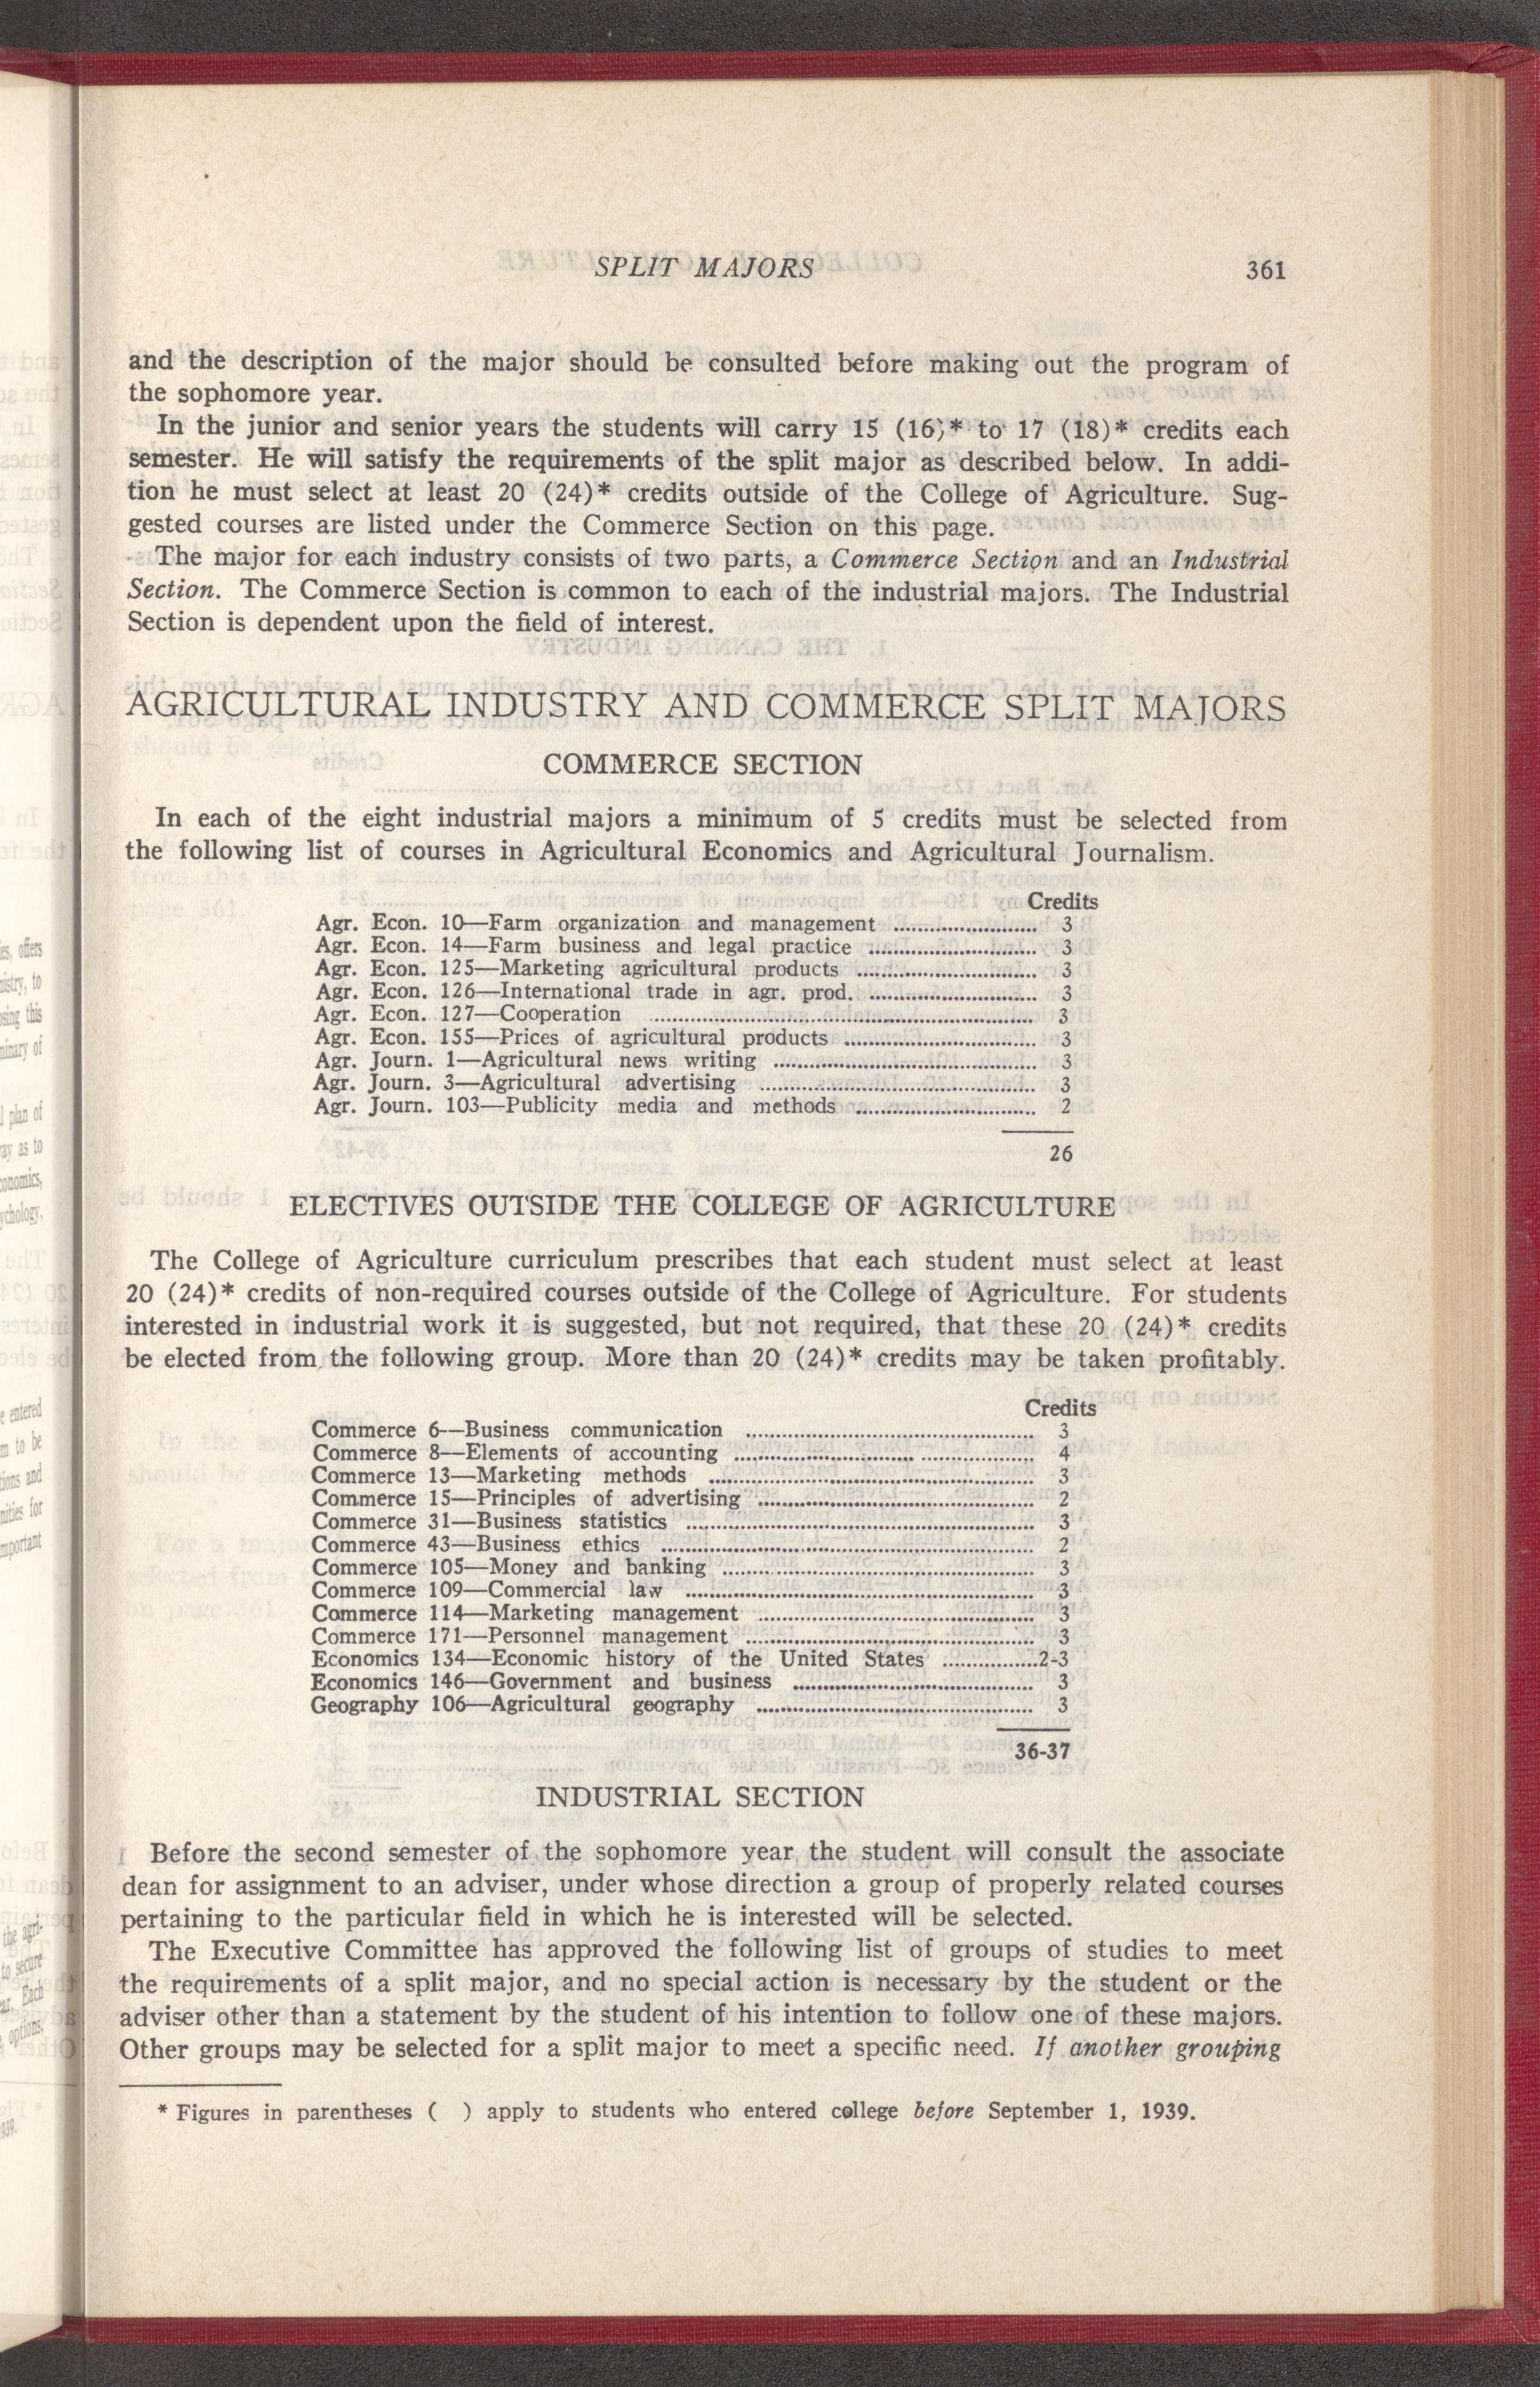 SPLIT MAJORS 361
and the description of the major should be consulted before making out the program of
the sophomore year.
In the junior and senior years the students will carry 15 (16)* to 17 (18)* credits each
semester. He will satisfy the requirements of the split major as described below. In addi-
tion he must select at least 20 (24)* credits outside of the College of Agriculture. Sug-
gested courses are listed under the Commerce Section on this page.
The major for each industry consists of two parts, a Commerce Section and an Industrial
Section. The Commerce Section is common to each of the industrial majors. The Industrial
Section is dependent upon the field of interest.
AGRICULTURAL INDUSTRY AND COMMERCE SPLIT MAJORS
COMMERCE SECTION
In each of the eight industrial majors a minimum of 5 credits must be selected from
the following list of courses in Agricultural Economics and Agricultural Journalism.
Credits
Agr. Econ. 10—Farm organization and management ........................ 3
Agr. Econ. 14—Farm business and legal practice ............................ 3
Agr. Econ. 125—Marketing agricultural products .............................. 3
Agr. Econ. 126—International trade in agr. prod. ............................ 3
Agr. Econ. 127—Cooperation ................................................................ 3
Agr. Econ. 155—Prices of agricultural products ................................ 3
Agr. Journ. 1—Agricultural news writing ............................................ 3
Agr. Journ. 3—Agricultural advertising .............................................. 3
Agr. Journ. 103—Publicity media and methods .............................. 2
26
ELECTIVES OUTSIDE THE COLLEGE OF AGRICULTURE
The College of Agriculture curriculum prescribes that each student must select at least
20 (24)* credits of non-required courses outside of the College of Agriculture. For students
interested in industrial work it is suggested, but not required, that these 20 (24)* credits
be elected from the following group. More than 20 (24)* credits may be taken profitably.
Credits
Commerce 6—Business communication ................................................ 3
Commerce 8—Elements of accounting .................................................. 4
Commerce 13—Marketing methods ...................................................... 3
Commerce 15—Principles of advertising .............................................. 2
Commerce 31—Business statistics .......................................................... 3
Commerce 43—Business ethics .............................................................. 2
Commerce 105—Money and banking .................................................... 3
Commerce 109—Commercial law .......................................................... 3
Commerce 114—Marketing management .............................................. 3
Commerce 171—Personnel management ................................................ 3
Economics 134—Economic history of the United States ................2-3
Economics 146—Government and business ........................................ 3
Geography 106—Agricultural geography .............................................. 3
36-37
INDUSTRIAL SECTION
Before the second semester of the sophomore year the student will consult the associate
dean for assignment to an adviser, under whose direction a group of properly related courses
pertaining to the particular field in which he is interested will be selected.
The Executive Committee has approved the following list of groups of studies to meet
the requirements of a split major, and no special action is necessary by the student or the
adviser other than a statement by the student of his intention to follow one of these majors.
Other groups may be selected for a split major to meet a specific need. If another grouping
* Figures in parentheses ( ) apply to students who entered college before September 1, 1939.